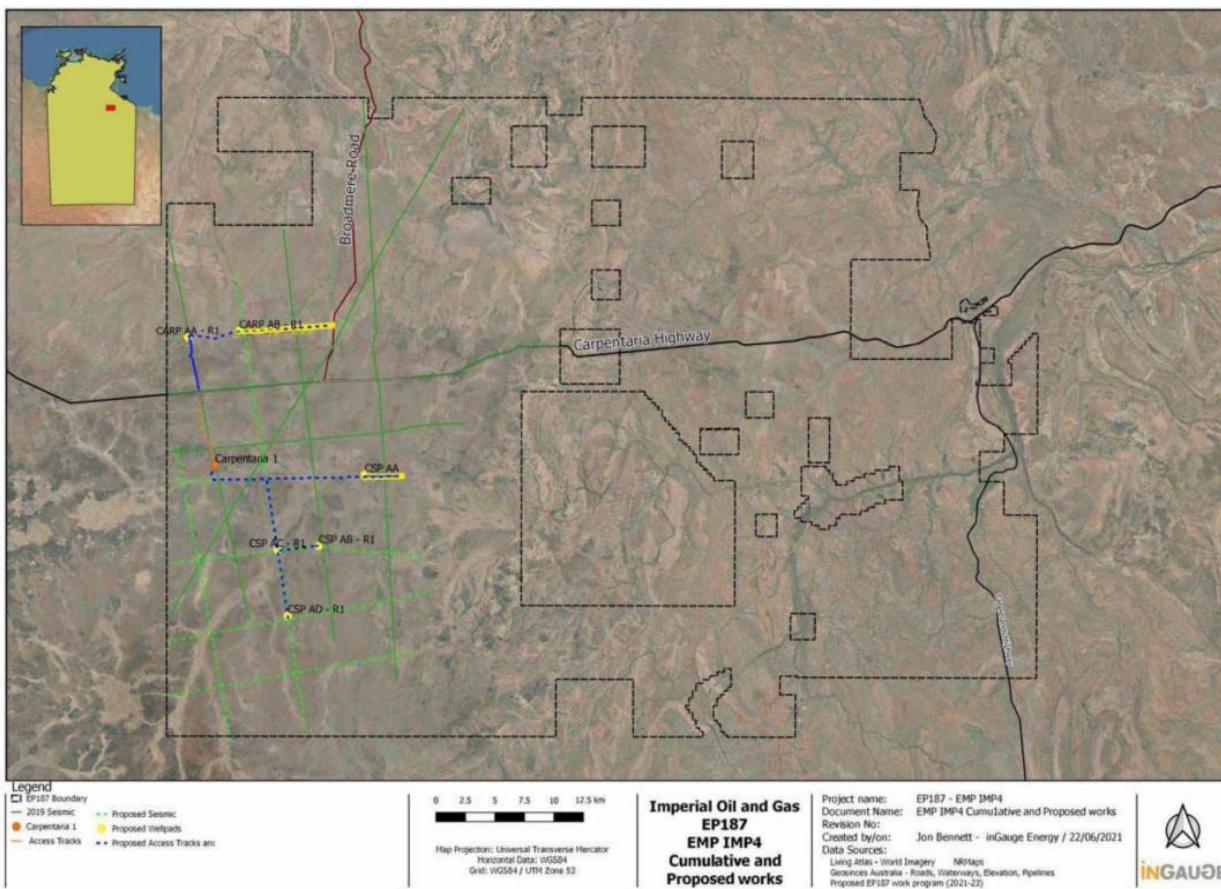 Broadmere Road
CARP AA - R1
CARP AB - R1
Carpentaria Highway
Carpentaria 1
CSP AA
CSP AC - R1
CSP AB - R1
CSP AD - R1
Legend
EP187 Boundary
2019 Seismic
Carpentaria 1
Access Tracks
Proposed Seismic
Proposed Wellpads
Proposed Access Tracks anc
0 2.5 5 7.5 10 12.5 km
Map Projection: Universal Transverse Mercator
Horizontal Data: WGS84
Grid: WGS84 / UTM Zone 53
Imperial Oil and Gas
EP187
EMP IMP4
Cumulative and
Proposed works
Project name: EP187 - EMP IMP4
Document Name: EMP IMP4 Cumulative and Proposed works
Revision No:
Created by/on: Jon Bennett - inGauge Energy / 22/06/2021
Data Sources:
Living Atlas - World Imagery NRMaps
Geosinces Australia - Roads, Waterways, Elevation, Pipelines
Proposed EP187 work program (2021-23)
inGAUGE